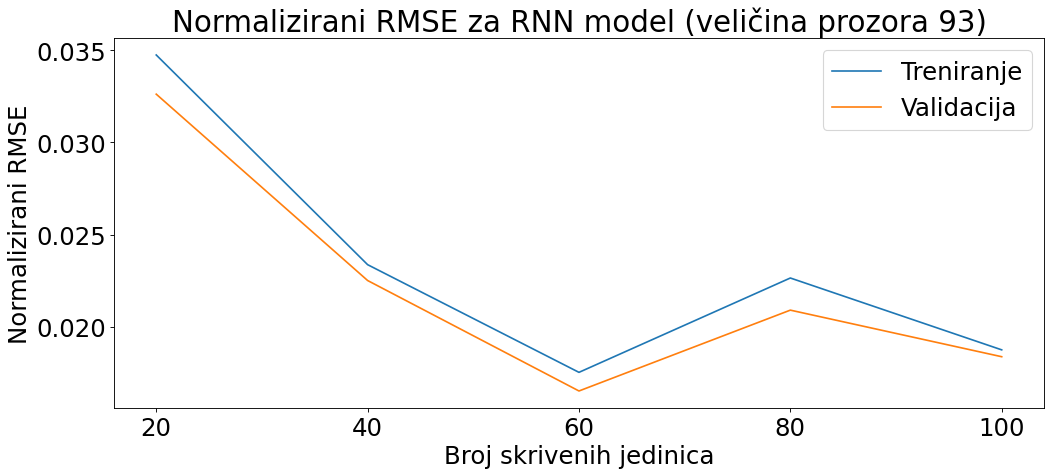 Normalizirani RMSE za RNN model (veličina prozora 93)
Treniranje
Validacija
Normalizirani RMSE
0.035
0.030
0.025
0.020
20 40 60 80 100
Broj skrivenih jedinica